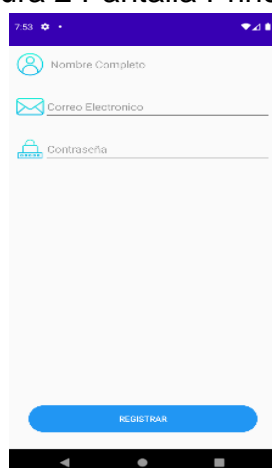 7:53
Nombre Completo
Correo Electronico
Contraseña
REGISTRAR